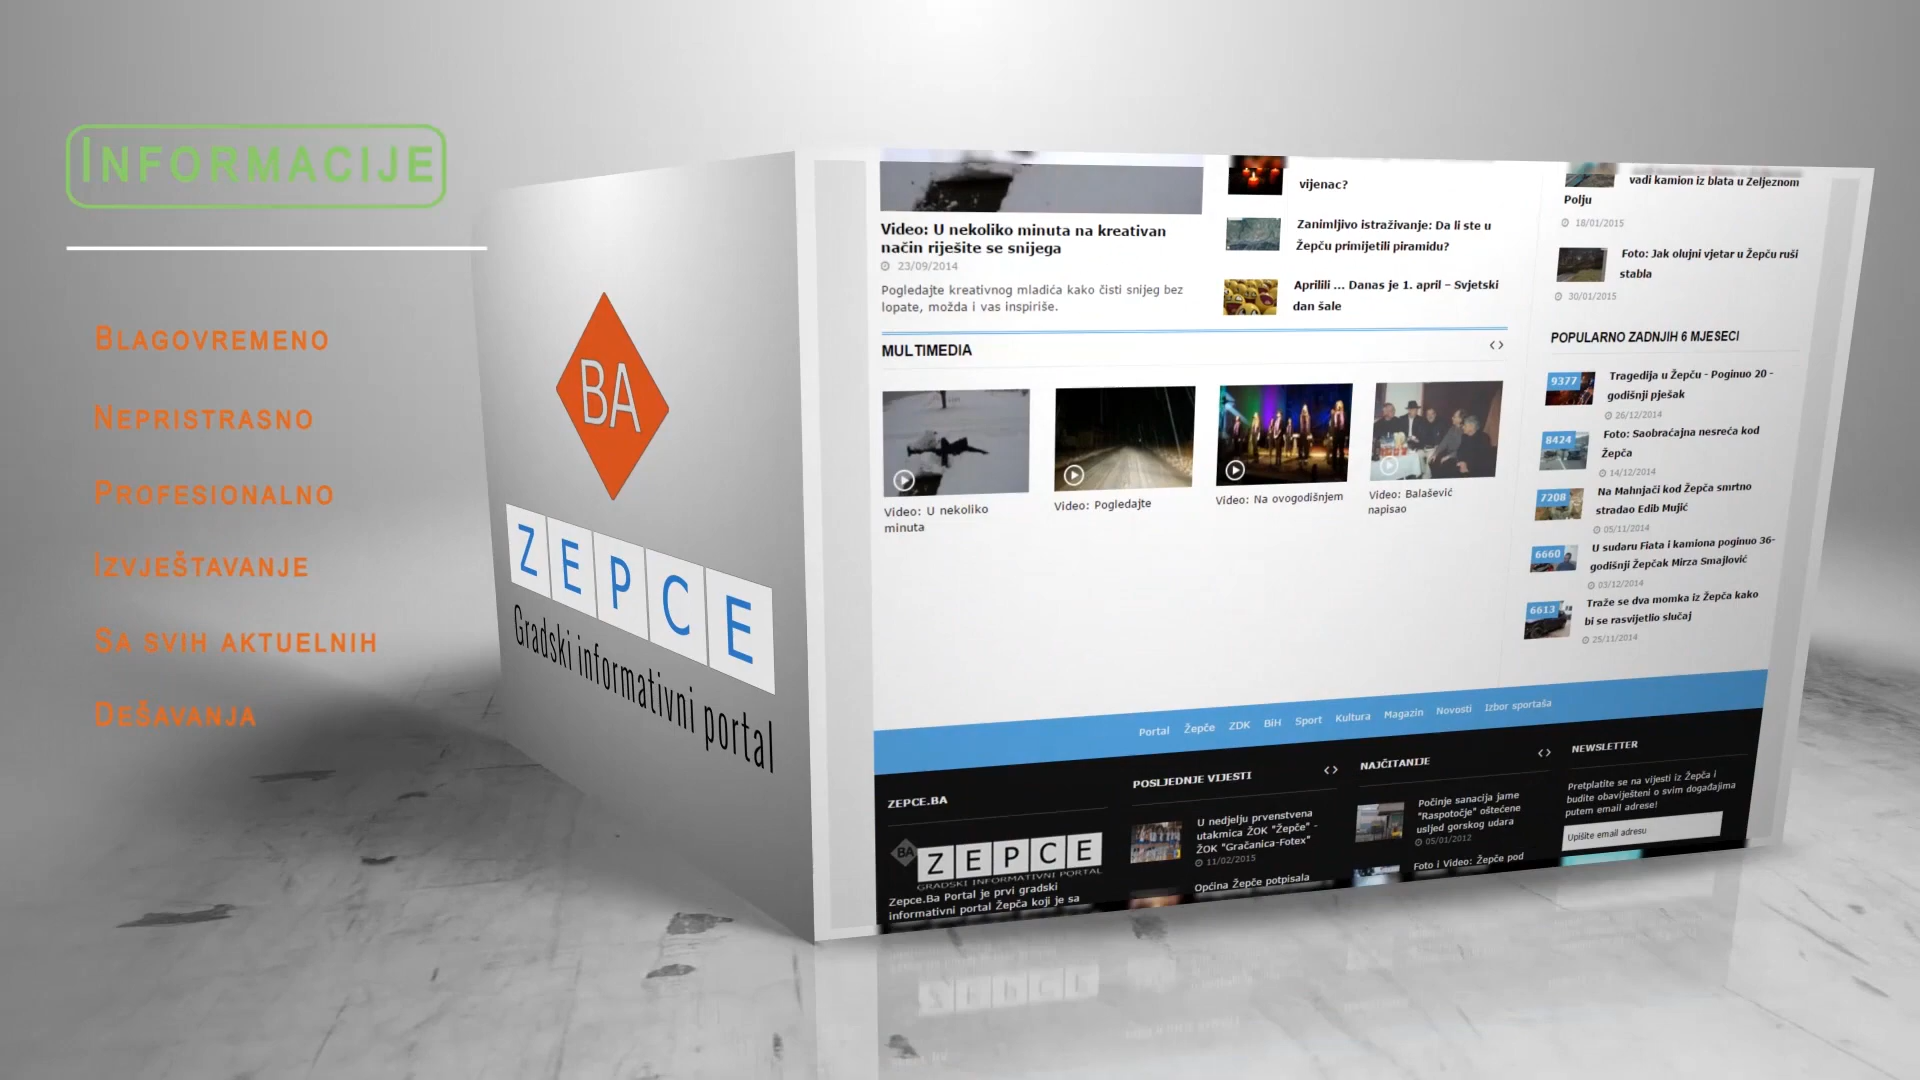 INFORMACIJE
BLAGOVREMENO
NEPRISTRASNO
PROFESIONALNO
IZVJEŠTAVANJE
SA SVIH AKTUELNIH
DEŠAVANJA
BA
ZEPCE
Gradski informativni portal
Video: U nekoliko minuta na kreativan
način riješite se snijega
23/09/2014
Pogledajte kreativnog mladića kako čisti snijeg bez
lopate, možda i vas inspiriše.
vijenac?
Zanimljivo istraživanje: Da li ste u
Žepču primijetili piramidu?
Aprilili ... Danas je 1. april – Svjetski
dan šale
MULTIMEDIA
Video: U nekoliko
minuta
Video: Pogledajte
Video: Na ovogodišnjem
Video: Balašević
napisao
vadi kamion iz blata u Zeljeznom
Polju
18/01/2015
Foto: Jak olujni vjetar u Žepču ruši
stabla
30/01/2015
POPULARNO ZADNJIH 6 MJESECI
9377
Tragedija u Žepču - Poginuo 20 -
godišnji pješak
26/12/2014
8424
Foto: Saobraćajna nesreća kod
Žepča
14/12/2014
7208
Na Mahnjači kod Žepča smrtno
stradao Edib Mujić
05/11/2014
6660
U sudaru Fiata i kamiona poginuo 36-
godišnji Žepčak Mirza Smajlović
03/12/2014
6613
Traže se dva momka iz Žepča kako
bi se rasvijetlio slučaj
25/11/2014
Portal Žepče ZDK BiH Sport Kultura Magazin Novosti Izbor sportaša
ZEPCE.BA
BA ZEPCE
GRADSKI INFORMATIVNI PORTAL
Zepce.Ba Portal je prvi gradski
informativni portal Žepča koji je sa
POSLJEDNJE VIJESTI
U nedjelju prvenstvena
utakmica ŽOK "Žepče" -
ŽOK "Gračanica-Fotex"
11/02/2015
Općina Žepče potpisala
NAJČITANIJE
Počinje sanacija jame
"Raspotočje" oštećene
usljed gorskog udara
05/01/2012
Foto i Video: Žepče pod
NEWSLETTER
Pretplatite se na vijesti iz Žepča i
budite obaviješteni o svim događajima
putem email adrese!
Upišite email adresu